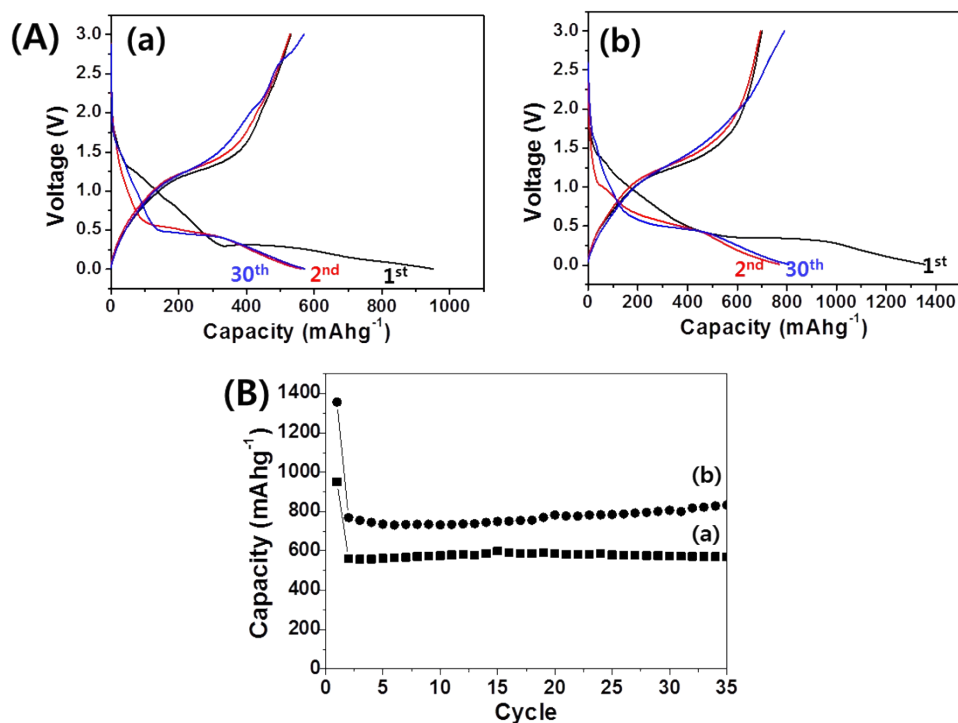 (A)
(a)
3.0
2.5
2.0
1.5
1.0
0.5
0.0
Voltage (V)
30th 2nd 1st
0 200 400 600 800 1000
Capacity (mAhg-1)
(b)
3.0
2.5
2.0
1.5
1.0
0.5
0.0
Voltage (V)
2nd 30th 1st
0 200 400 600 800 1000 1200 1400
Capacity (mAhg-1)
(B)
1400
1200
1000
800
600
400
200
0
Capacity (mAhg-1)
(b)
(a)
0 5 10 15 20 25 30 35
Cycle